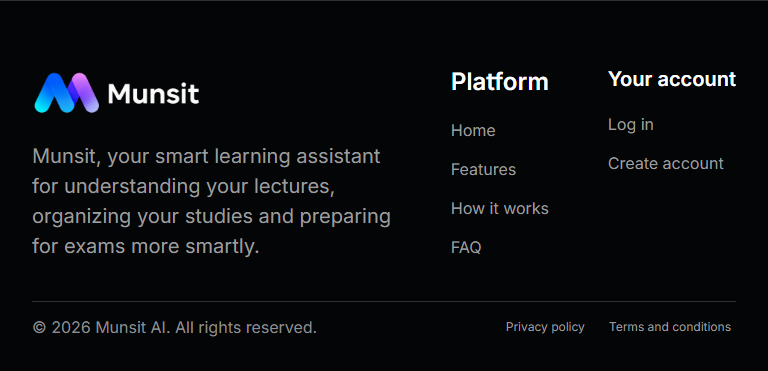 Munsit
Munsit, your smart learning assistant
for understanding your lectures,
organizing your studies and preparing
for exams more smartly.
Platform
Home
Features
How it works
FAQ
Your account
Log in
Create account
© 2026 Munsit AI. All rights reserved.
Privacy policy
Terms and conditions